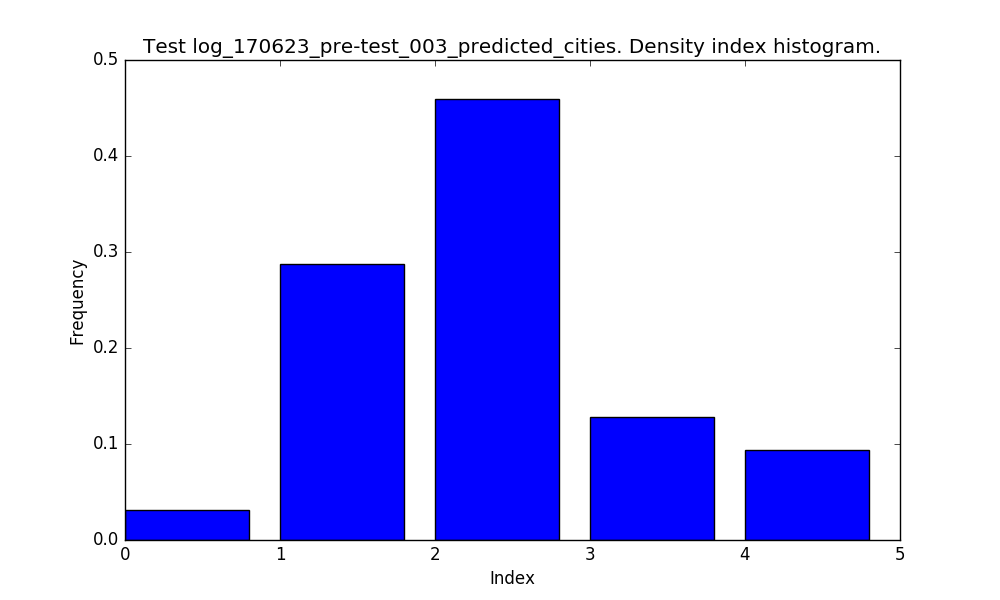 Test log_170623_pre-test_003_predicted_cities. Density index histogram.
0.5
0.4
0.3
0.2
0.1
0.0
Frequency
0 1 2 3 4 5
Index